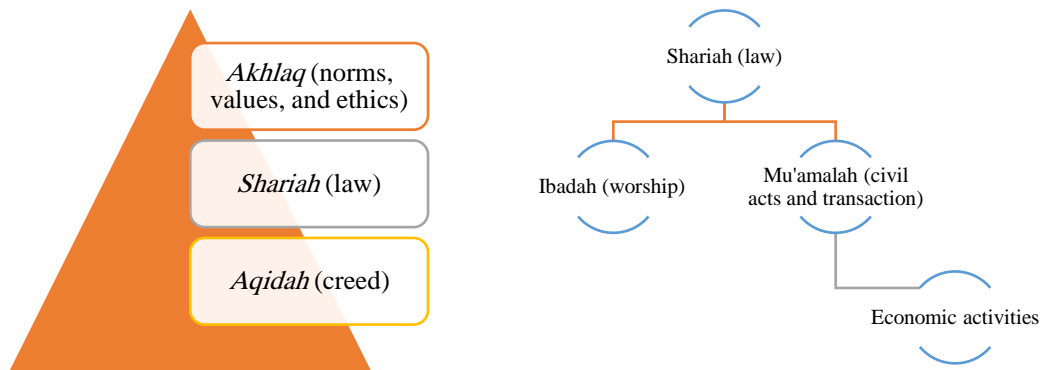 Akhlaq (norms,
values, and ethics)
Shariah (law)
Aqidah (creed)
Shariah (law)
Ibadah (worship)
Mu'amalah (civil
acts and transaction)
Economic activities